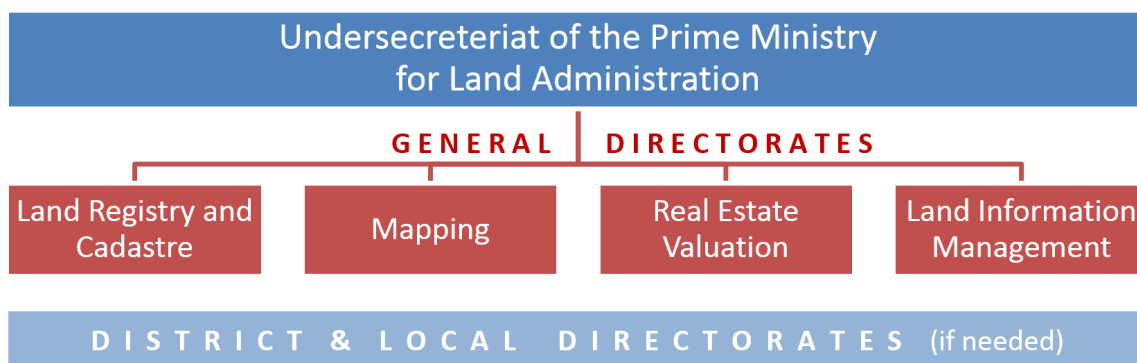 Undersecreteriat of the Prime Ministry
for Land Administration
GENERAL DIRECTORATES
Land Registry and
Cadastre
Mapping
Real Estate
Valuation
Land Information
Management
DISTRICT & LOCAL DIRECTORATES (if needed)